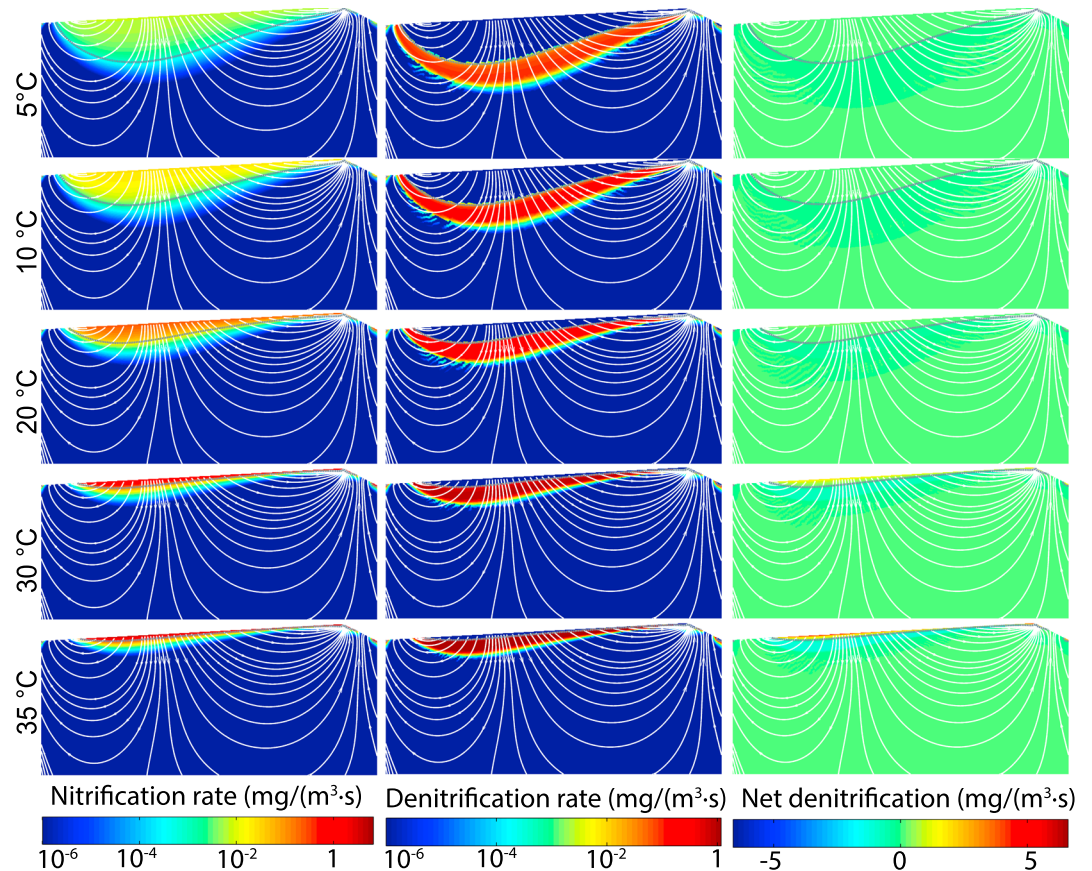 5°C
10 °C
20 °C
30 °C
35 °C
Nitrification rate (mg/(m³·s)
Denitrification rate (mg/(m³·s)
Net denitrification (mg/(m³·s)
10⁻⁶ 10⁻⁴ 10⁻² 1
10⁻⁶ 10⁻⁴ 10⁻² 1
-5 0 5